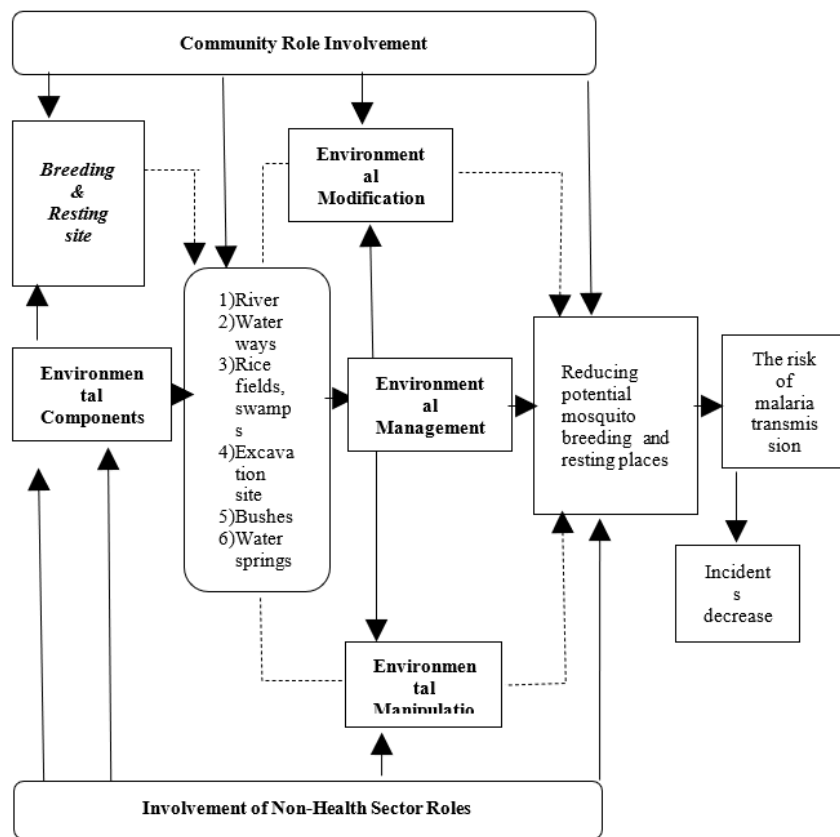 Community Role Involvement
Breeding
&
Resting
site
Environment
al
Modification
1)River
2)Water
ways
3)Rice
fields,
swamp
s
4)Excava
tion
site
5)Bushes
6)Water
springs
Environmen
tal
Components
Environment
al
Management
Reducing
potential
mosquito
breeding and
resting places
The risk
of
malaria
transmis
sion
Incident
s
decrease
Environmen
tal
Manipulatio
Involvement of Non-Health Sector Roles